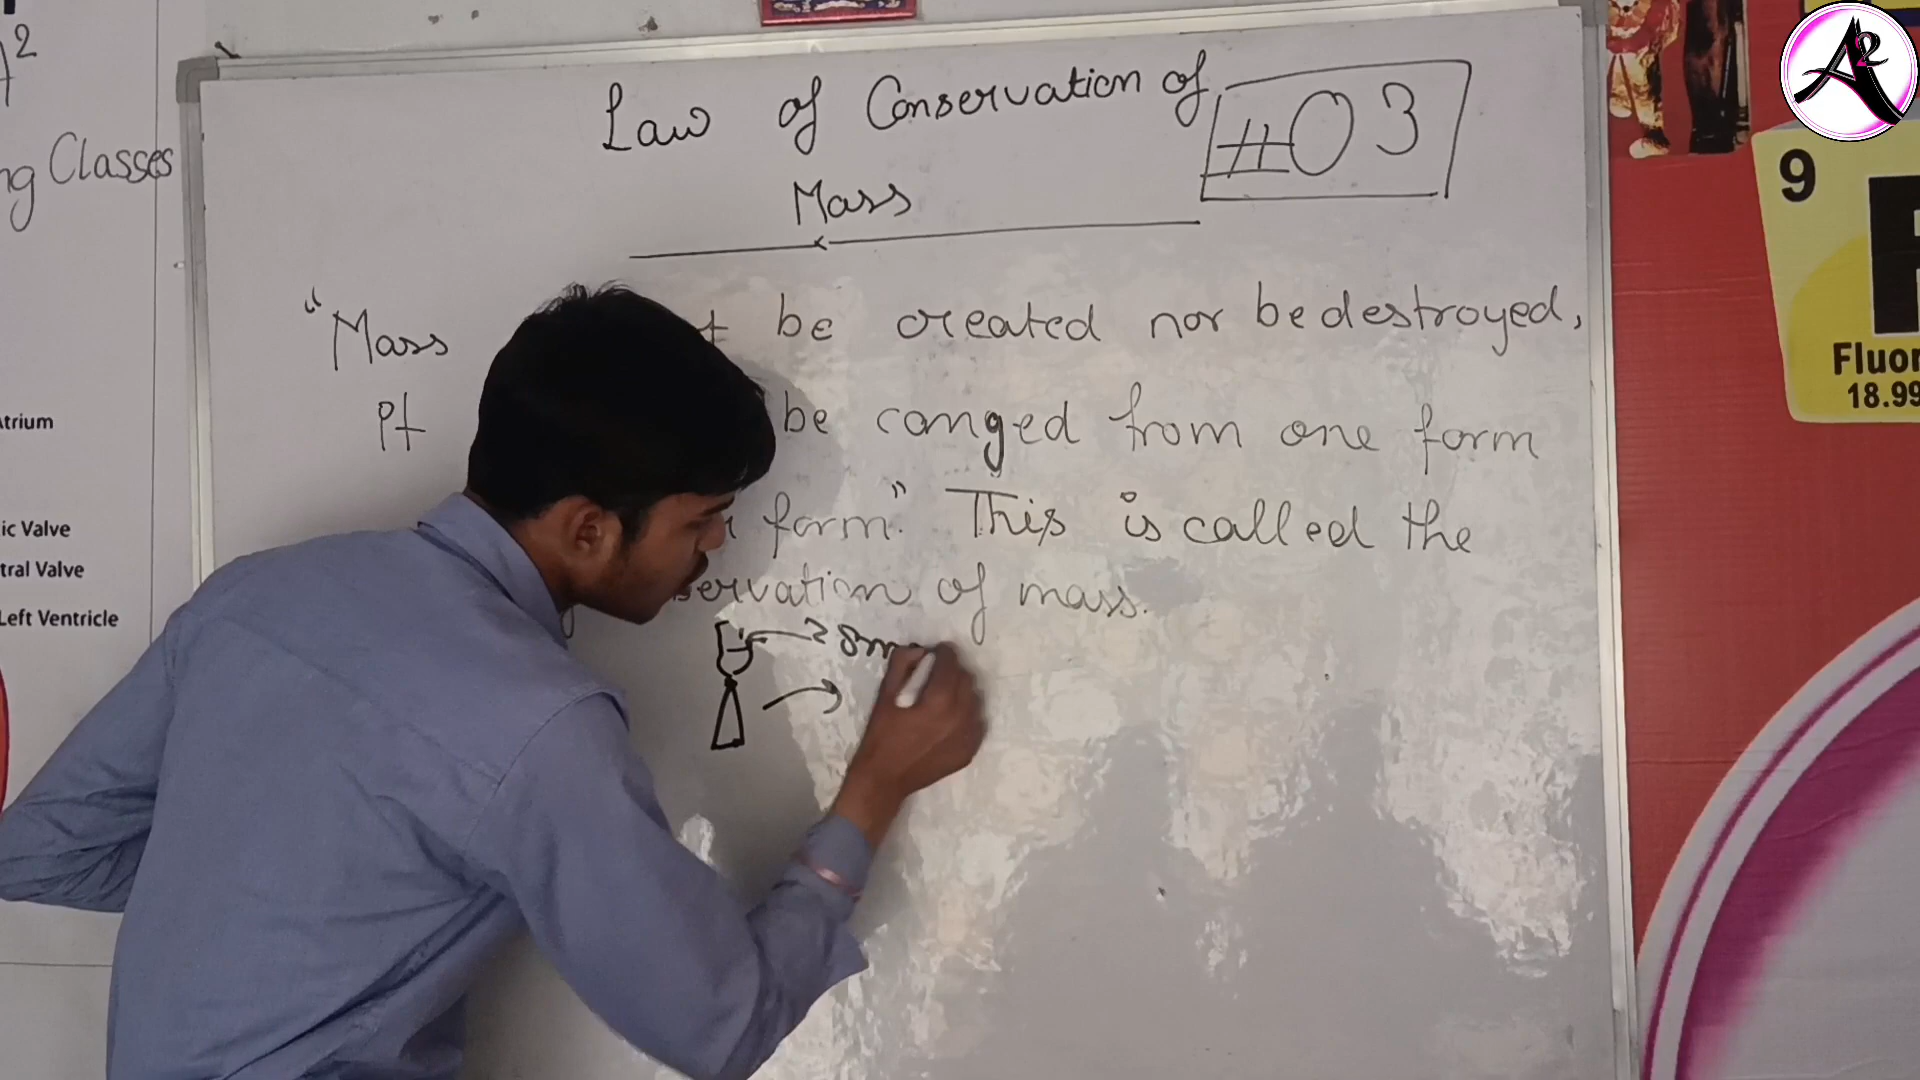 Law of Conservation of
Mass
#03
"Mass be created nor be destroyed,
be canged from one form
form." This is called the
servation of mass.
)2
ng Classes
Atrium
ic Valve
tral Valve
Left Ventricle
9
F
Fluor
18.99
A2